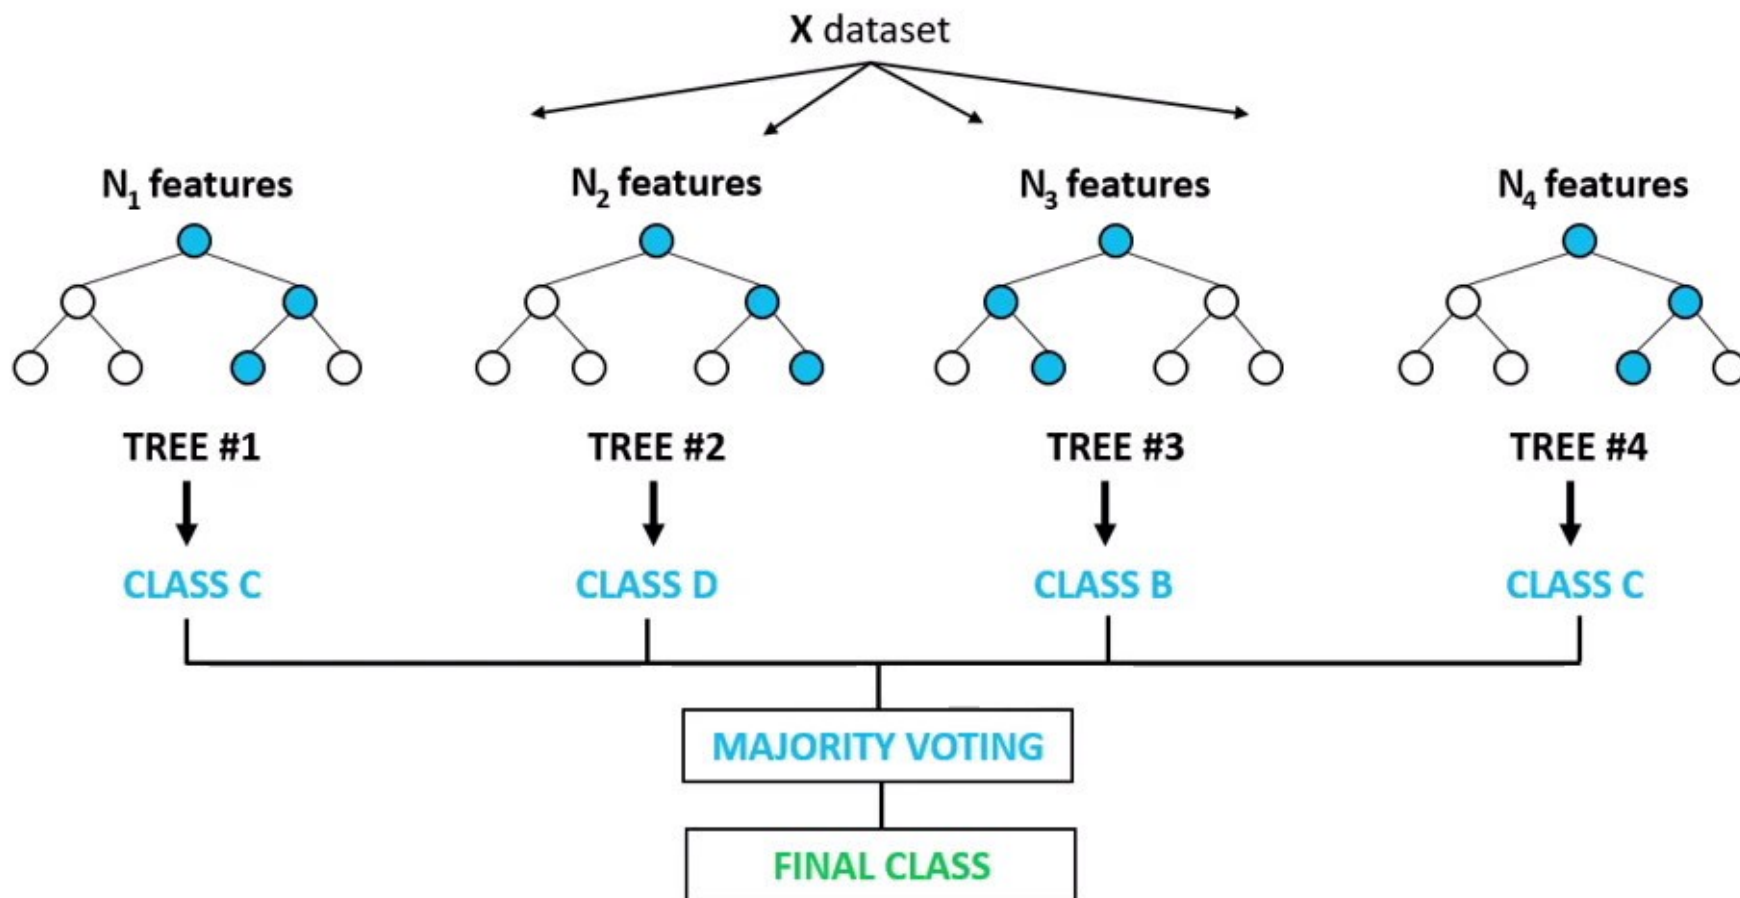 X dataset
N₁ features
N₂ features
N₃ features
N₄ features
TREE #1
TREE #2
TREE #3
TREE #4
CLASS C
CLASS D
CLASS B
CLASS C
MAJORITY VOTING
FINAL CLASS